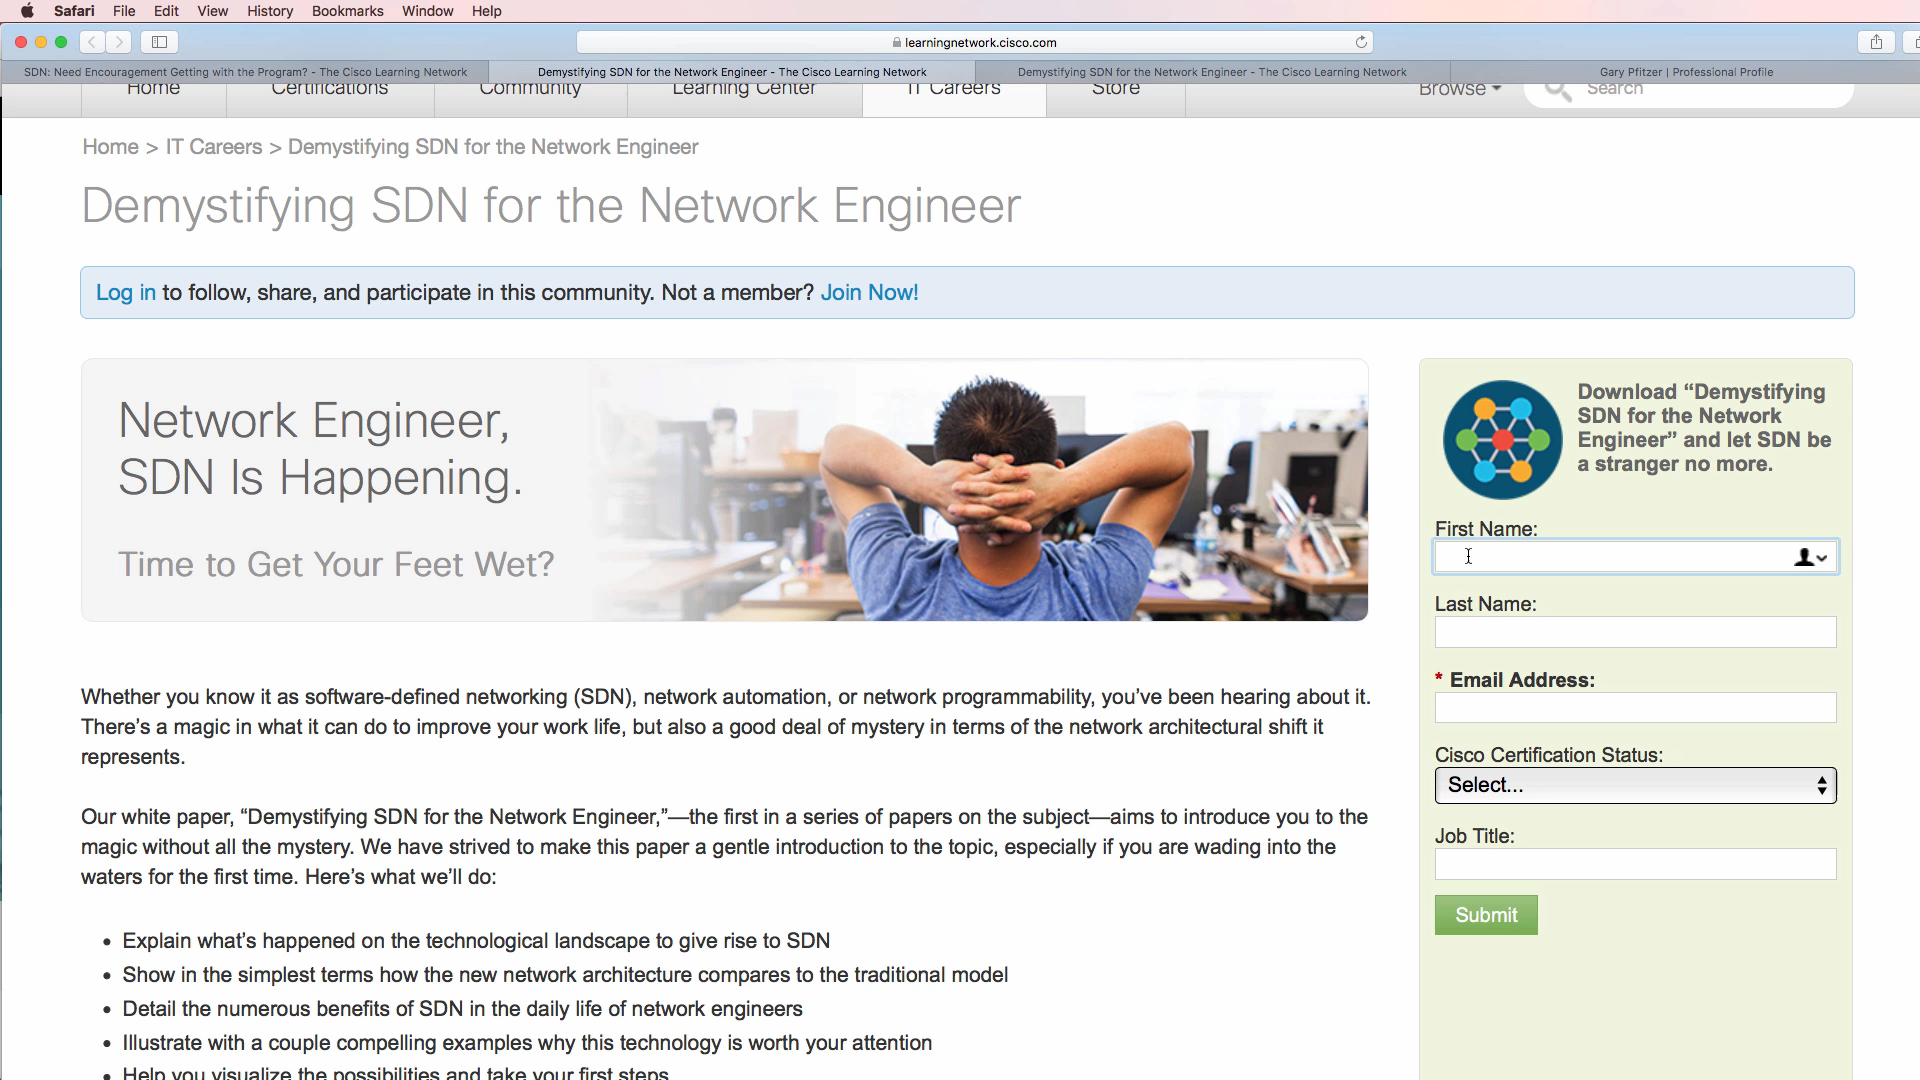 Safari File Edit View History Bookmarks Window Help
learningnetwork.cisco.com
SDN: Need Encouragement Getting with the Program? - The Cisco Learning Network
Demystifying SDN for the Network Engineer - The Cisco Learning Network
Demystifying SDN for the Network Engineer - The Cisco Learning Network
Gary Pfitzer | Professional Profile
Home Certifications Community Learning Center IT Careers Store Browse Search
Home > IT Careers > Demystifying SDN for the Network Engineer
Demystifying SDN for the Network Engineer
Log in to follow, share, and participate in this community. Not a member? Join Now!
Network Engineer,
SDN Is Happening.
Time to Get Your Feet Wet?
Whether you know it as software-defined networking (SDN), network automation, or network programmability, you’ve been hearing about it.
There’s a magic in what it can do to improve your work life, but also a good deal of mystery in terms of the network architectural shift it
represents.
Our white paper, “Demystifying SDN for the Network Engineer,”—the first in a series of papers on the subject—aims to introduce you to the
magic without all the mystery. We have strived to make this paper a gentle introduction to the topic, especially if you are wading into the
waters for the first time. Here’s what we’ll do:
• Explain what’s happened on the technological landscape to give rise to SDN
• Show in the simplest terms how the new network architecture compares to the traditional model
• Detail the numerous benefits of SDN in the daily life of network engineers
• Illustrate with a couple compelling examples why this technology is worth your attention
• Help you visualize the possibilities and take your first steps
Download “Demystifying
SDN for the Network
Engineer” and let SDN be
a stranger no more.
First Name:
Last Name:
* Email Address:
Cisco Certification Status:
Select...
Job Title:
Submit